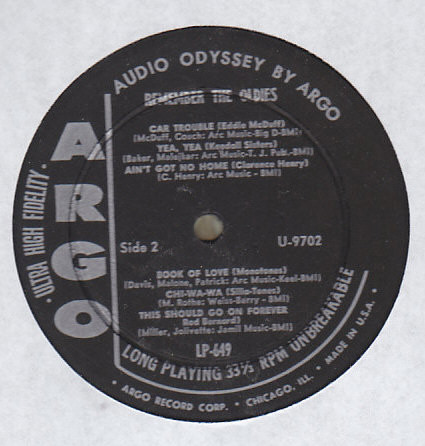 AUDIO ODYSSEY BY ARGO
REMEMBER THE OLDIES
ARGO
· ULTRA HIGH FIDELITY ·
CAR TROUBLE (Eddie McDuff)
(McDuff, Couch: Arc Music-Big D-BMI)
YEA, YEA (Kendall Sisters)
(Baker, Malajkar: Arc Music-T. J. Pub.-BMI)
AIN'T GOT NO HOME (Clarence Henry)
(C. Henry: Arc Music - BMI)
Side 2
U-9702
BOOK OF LOVE (Monotones)
(Davis, Malone, Patrick: Arc Music-Keel-BMI)
CHI-WA-WA (Silla-Tones)
(M. Rothe: Weiss-Berry - BMI)
THIS SHOULD GO ON FOREVER
Rod Bernard)
(Miller, Jolivette: Jamil Music-BMI)
LP-649
LONG PLAYING 33⅓ RPM UNBREAKABLE
· ARGO RECORD CORP. · CHICAGO, ILL. · MADE IN U.S.A. ·